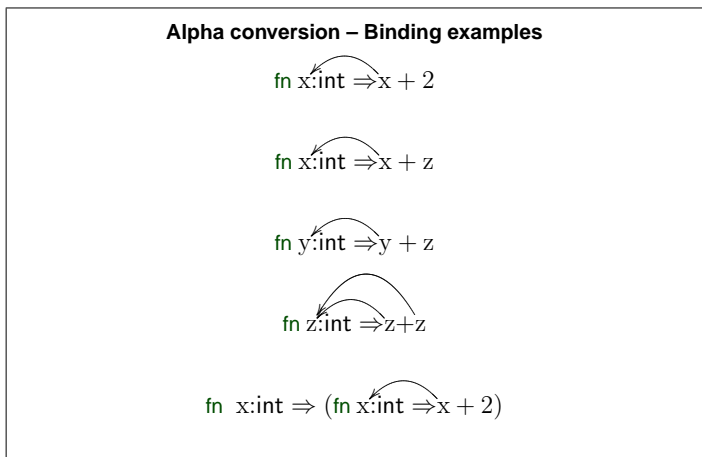 Alpha conversion – Binding examples
fn x:int ⇒x + 2
fn x:int ⇒x + z
fn y:int ⇒y + z
fn z:int ⇒z+z
fn x:int ⇒ (fn x:int ⇒x + 2)